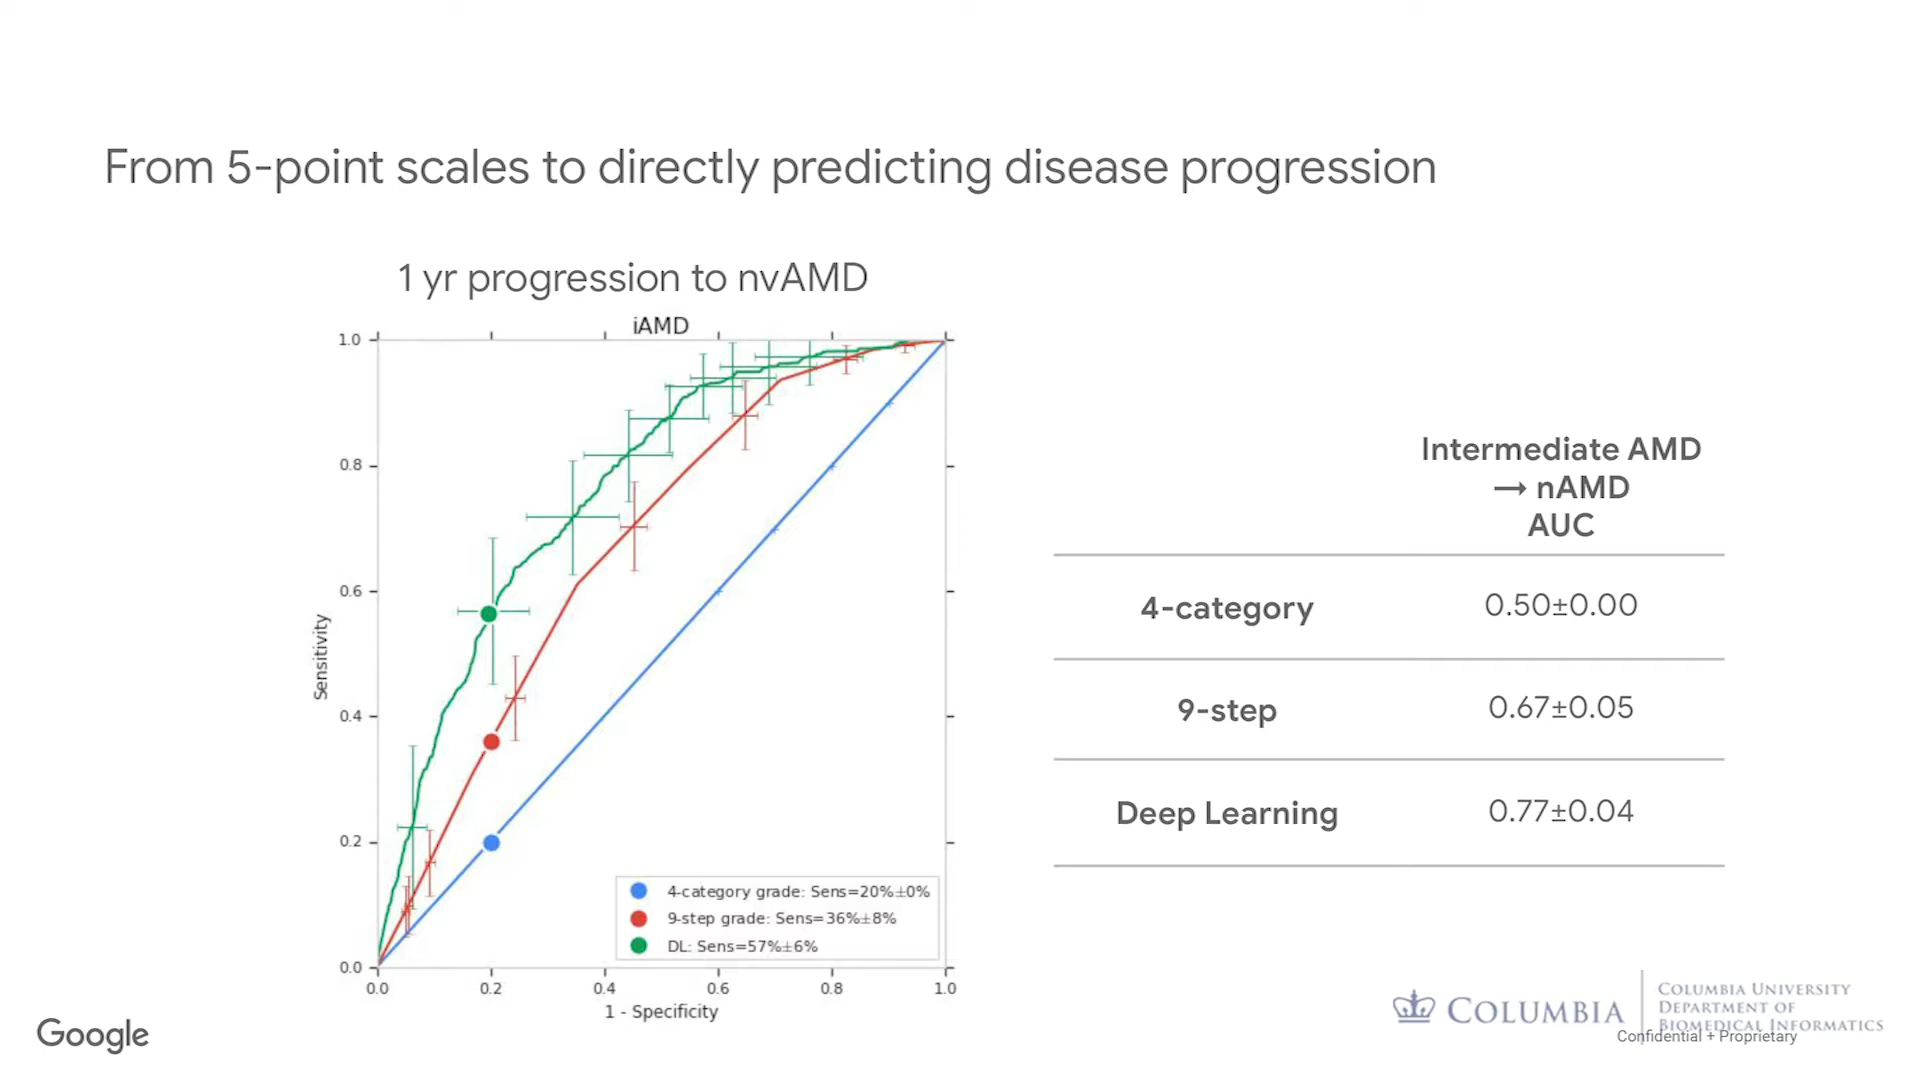 From 5-point scales to directly predicting disease progression
1 yr progression to nvAMD
iAMD
1.0
0.8
0.6
0.4
0.2
0.0
Sensitivity
0.0 0.2 0.4 0.6 0.8 1.0
1 - Specificity
4-category grade: Sens=20%±0%
9-step grade: Sens=36%±8%
DL: Sens=57%±6%
Intermediate AMD
→ nAMD
AUC
4-category 0.50±0.00
9-step 0.67±0.05
Deep Learning 0.77±0.04
Google
COLUMBIA
COLUMBIA UNIVERSITY
DEPARTMENT OF
BIOMEDICAL INFORMATICS
Confidential + Proprietary